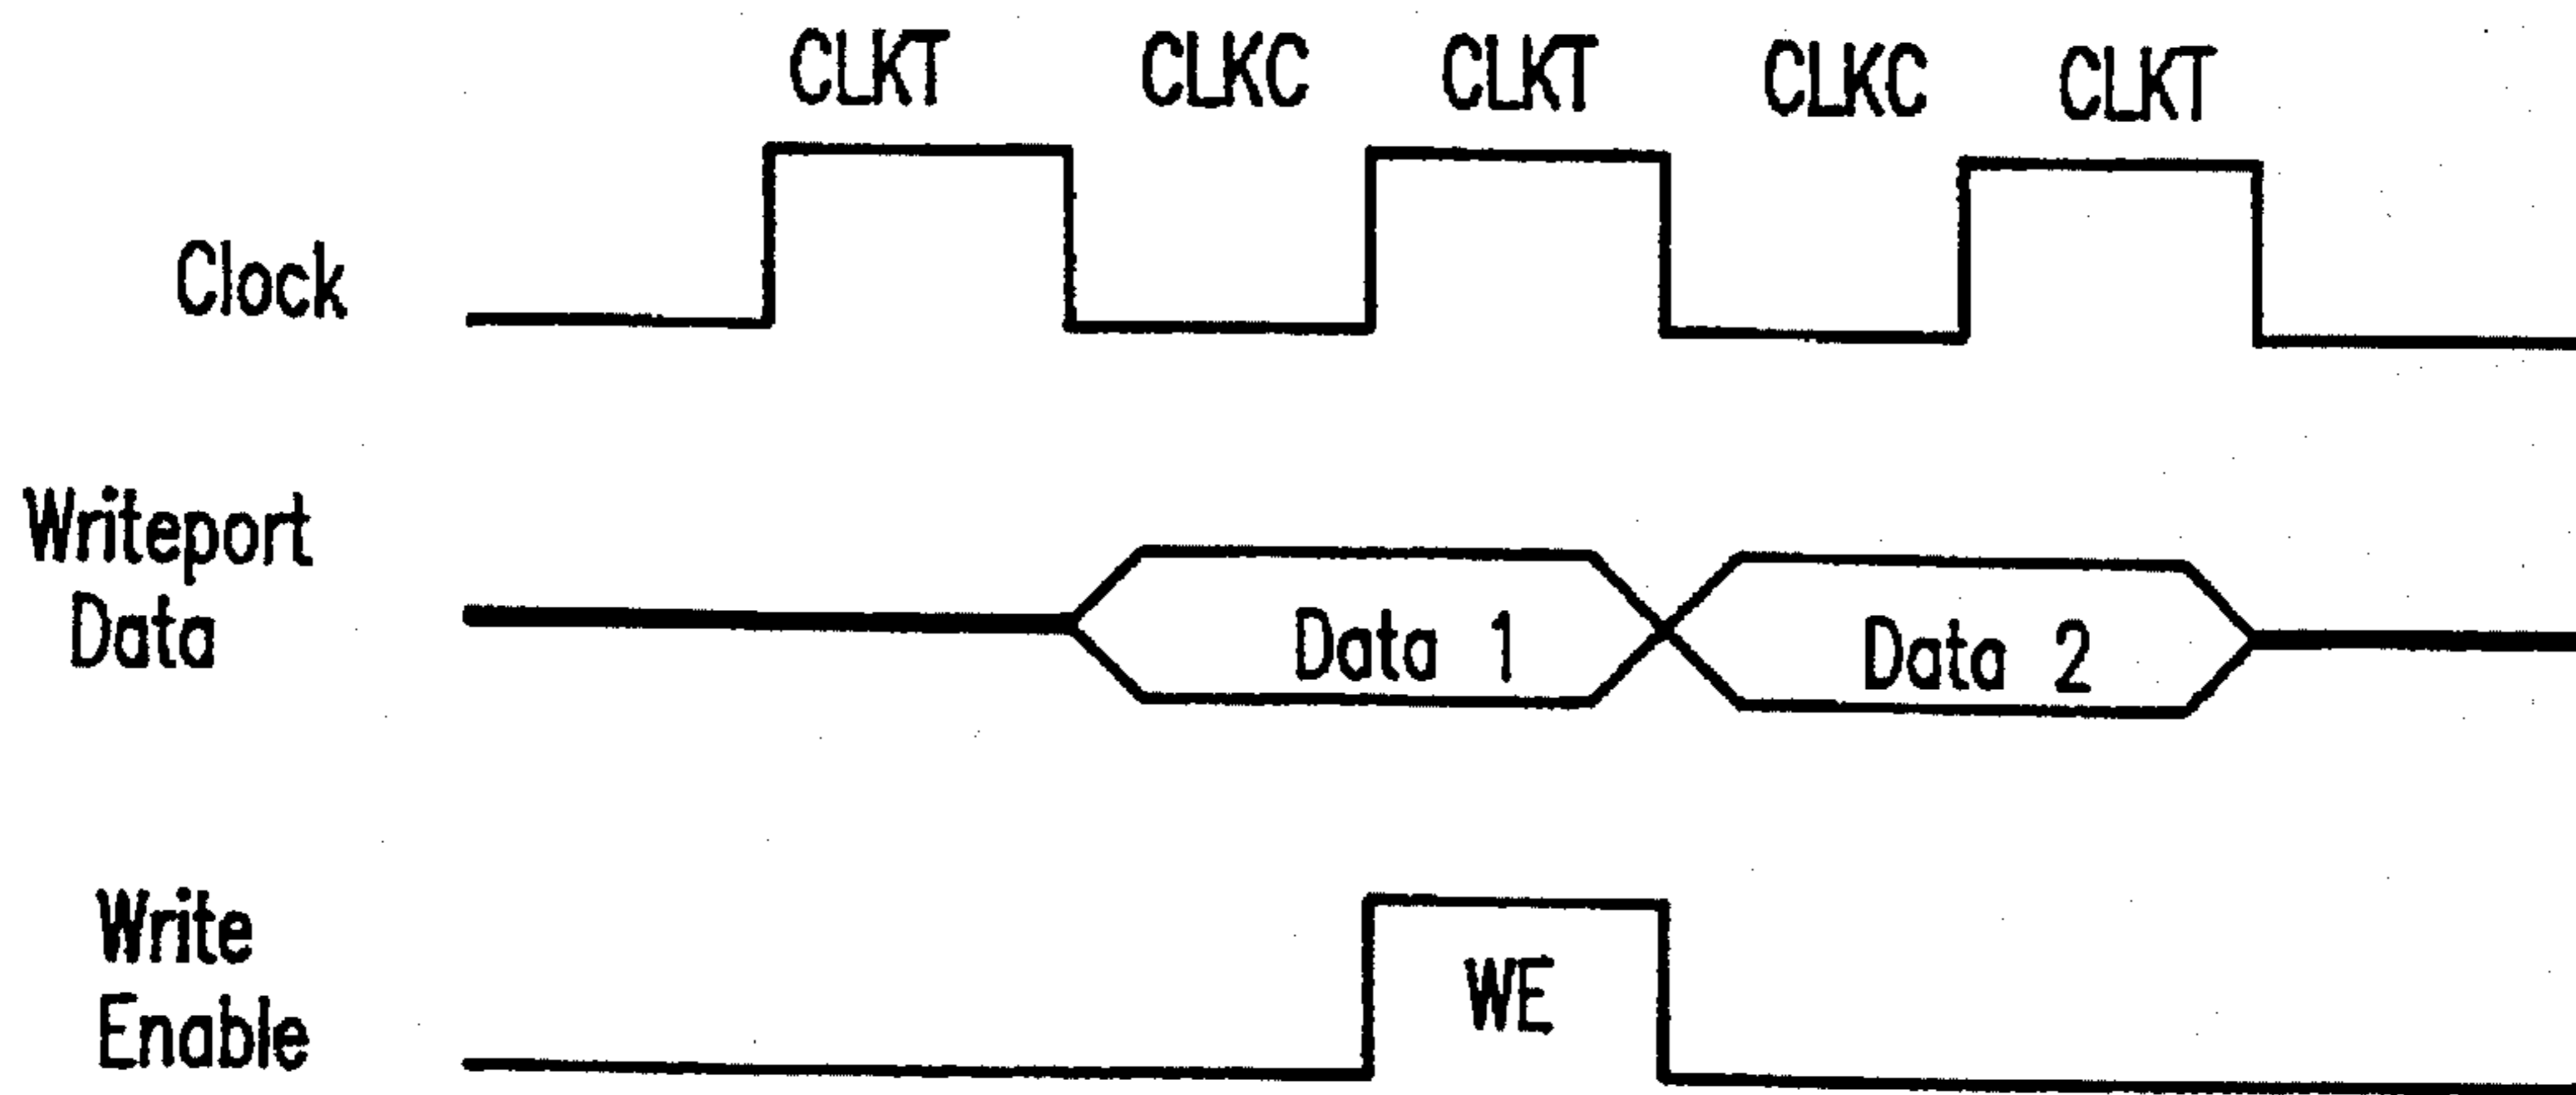 CLKT CLKC CLKT CLKC CLKT
Clock
Writeport
Data
Data 1 Data 2
Write
Enable
WE